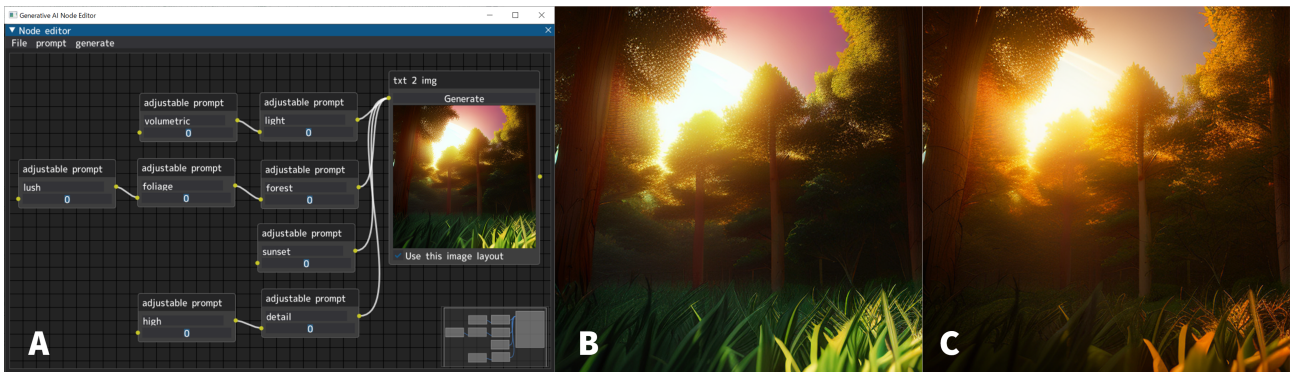 Generative AI Node Editor
Node editor
File prompt generate
txt 2 img
Generate
adjustable prompt
volumetric
0
adjustable prompt
light
0
adjustable prompt
lush
0
adjustable prompt
foliage
0
adjustable prompt
forest
0
adjustable prompt
sunset
0
Use this image layout
adjustable prompt
high
0
adjustable prompt
detail
0
A
B
C